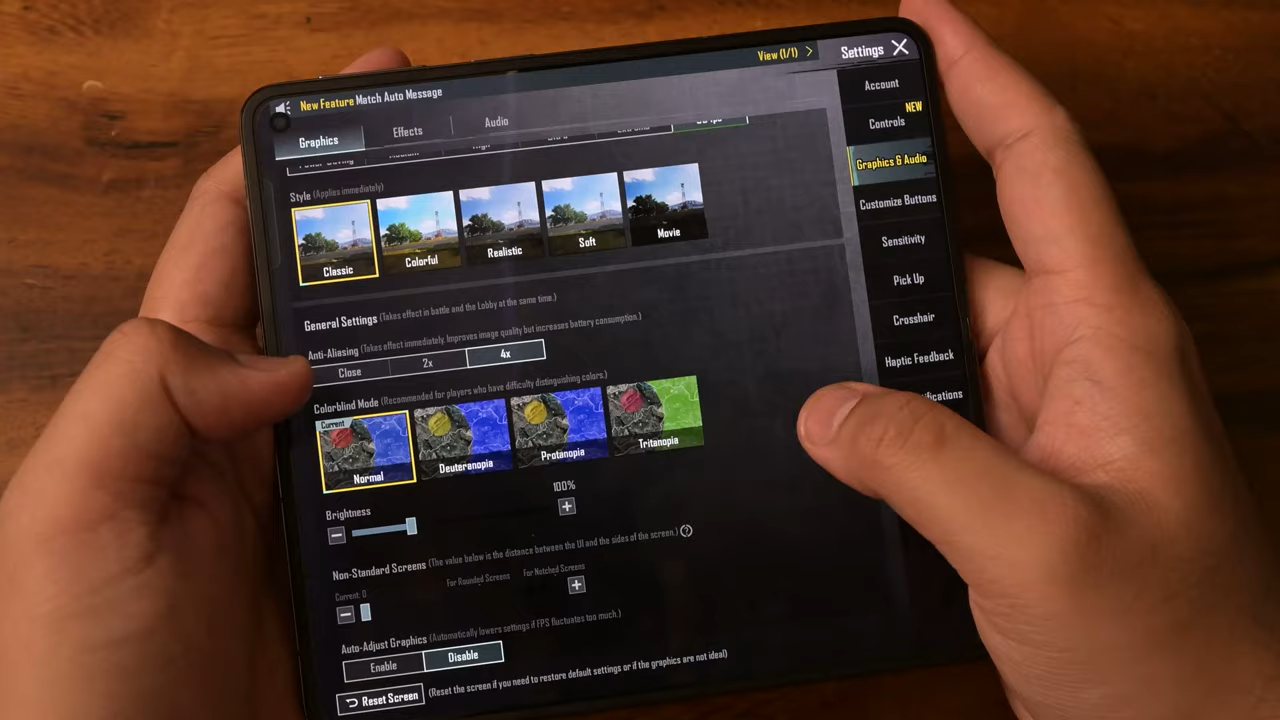 View (1/1) >
Settings
New Feature Match Auto Message
Account
NEW
Controls
Graphics
Effects
Audio
Graphics & Audio
Style (Applies immediately)
Classic
Colorful
Realistic
Soft
Movie
Customize Buttons
Sensitivity
Pick Up
Crosshair
Haptic Feedback
General Settings (Takes effect in battle and the Lobby at the same time.)
Anti-Aliasing (Takes effect immediately. Improves image quality but increases battery consumption.)
Close
2x
4x
Colorblind Mode (Recommended for players who have difficulty distinguishing colors.)
Current
Normal
Deuteranopia
Protanopia
Tritanopia
100%
Brightness
Non-Standard Screens (The value below is the distance between the UI and the sides of the screen.)
Current: 0
For Rounded Screens
For Notched Screens
Auto-Adjust Graphics (Automatically lowers settings if FPS fluctuates too much.)
Enable
Disable
Reset Screen (Reset the screen if you need to restore default settings or if the graphics are not ideal)